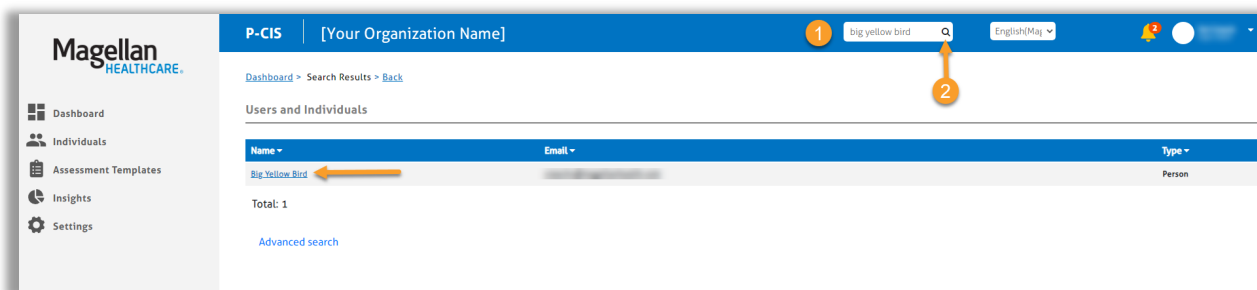 Magellan
HEALTHCARE®
P-CIS
[Your Organization Name]
1
big yellow bird
English(Maj
2
2
Dashboard > Search Results > Back
Users and Individuals
Dashboard
Individuals
Assessment Templates
Insights
Settings
Name
Email
Type
Big Yellow Bird
Person
Total: 1
Advanced search